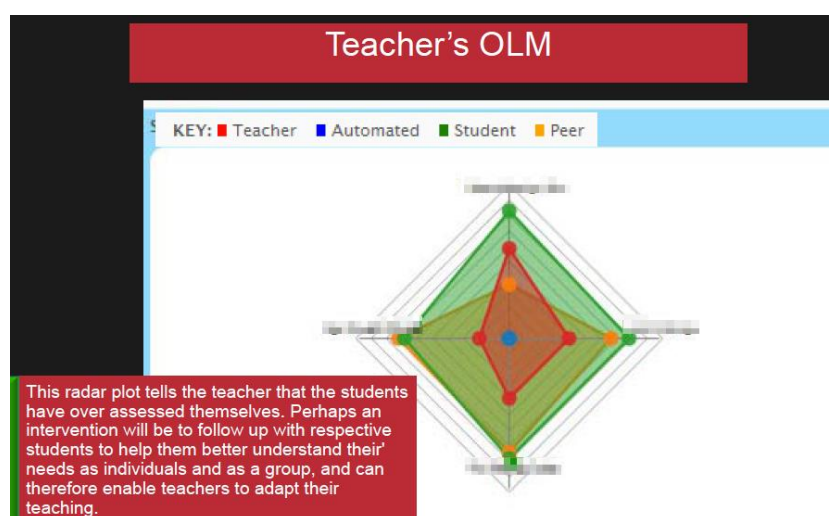 Teacher’s OLM
KEY: Teacher Automated Student Peer
This radar plot tells the teacher that the students
have over assessed themselves. Perhaps an
intervention will be to follow up with respective
students to help them better understand their'
needs as individuals and as a group, and can
therefore enable teachers to adapt their
teaching.